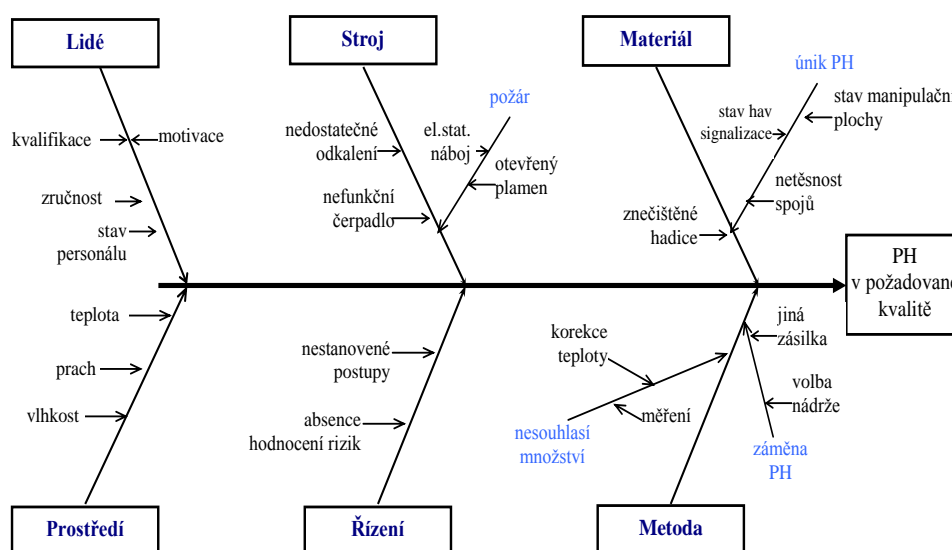 Lidé
Stroj
Materiál
únik PH
požár
stav hav
signalizace
stav manipulační
plochy
kvalifikace
motivace
nedostatečné
odkalení
el.stat.
náboj
otevřený
plamen
netěsnost
spojů
zručnost
nefunkční
čerpadlo
znečištěné
hadice
stav
personálu
PH
v požadované
kvalitě
teplota
jiná
zásilka
korekce
teploty
nestanovené
postupy
prach
volba
nádrže
vlhkost
absence
hodnocení rizik
měření
nesouhlasí
množství
záměna
PH
Prostředí
Řízení
Metoda